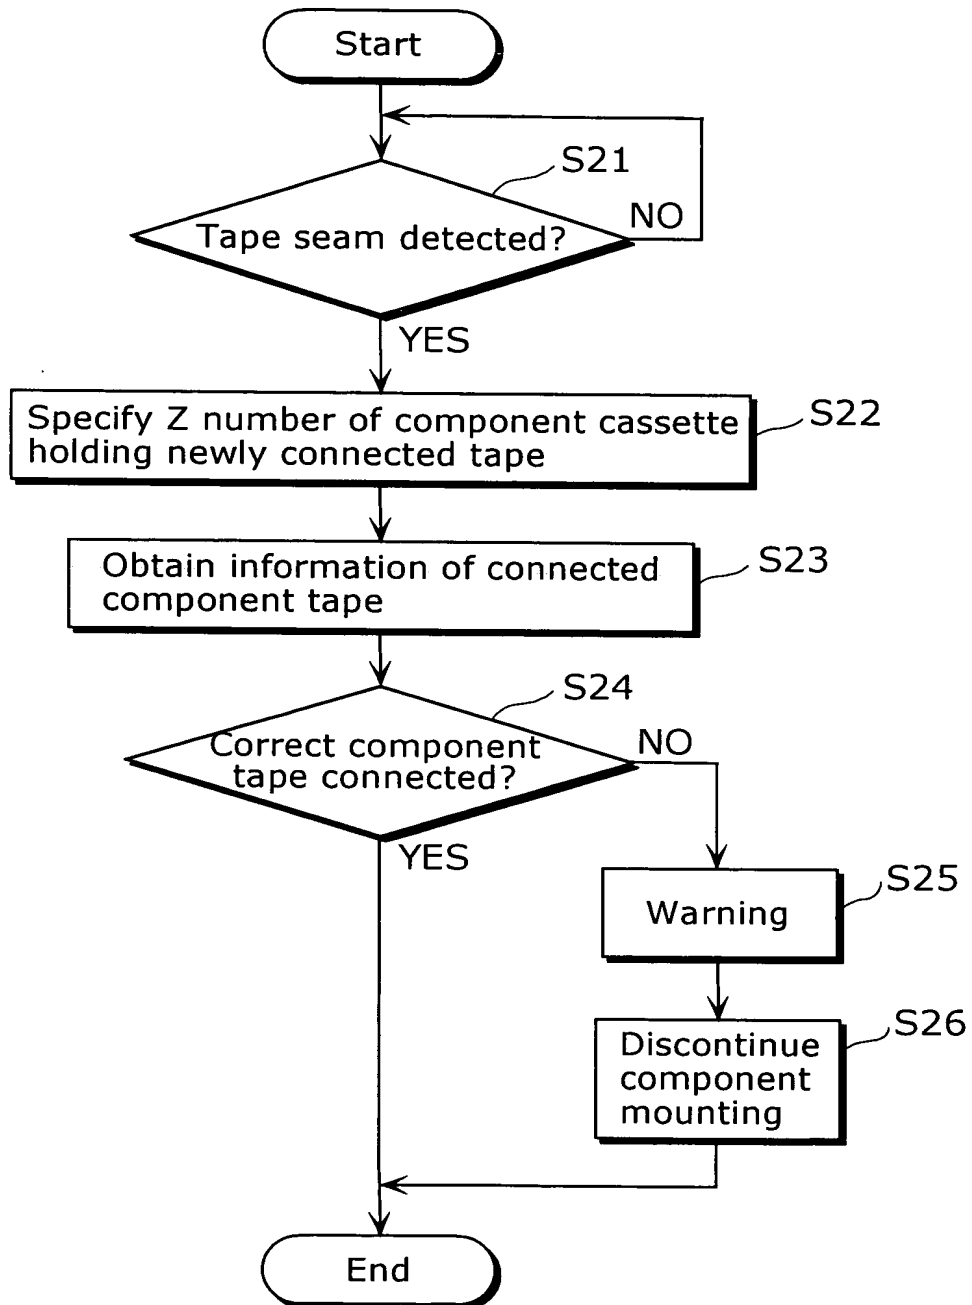 Start
S21
NO
Tape seam detected?
YES
S22
Specify Z number of component cassette
holding newly connected tape
S23
Obtain information of connected
component tape
S24
NO
Correct component
tape connected?
YES
S25
Warning
S26
Discontinue
component
mounting
End